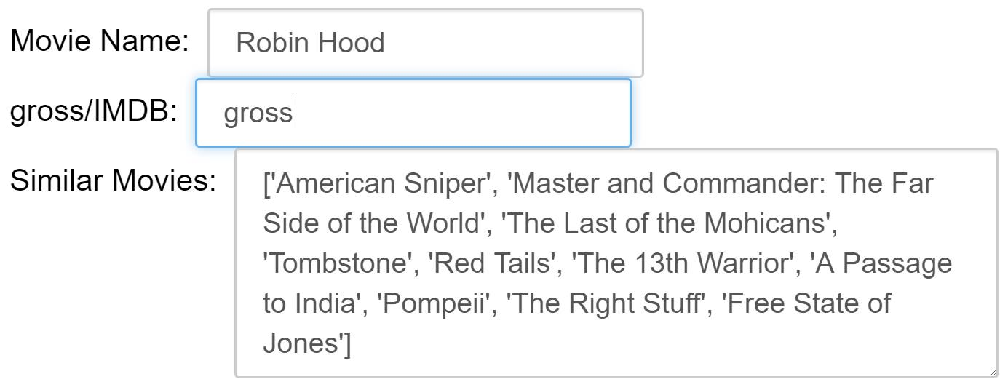 Movie Name: Robin Hood
gross/IMDB: gross
Similar Movies: ['American Sniper', 'Master and Commander: The Far
Side of the World', 'The Last of the Mohicans',
'Tombstone', 'Red Tails', 'The 13th Warrior', 'A Passage
to India', 'Pompeii', 'The Right Stuff', 'Free State of
Jones']